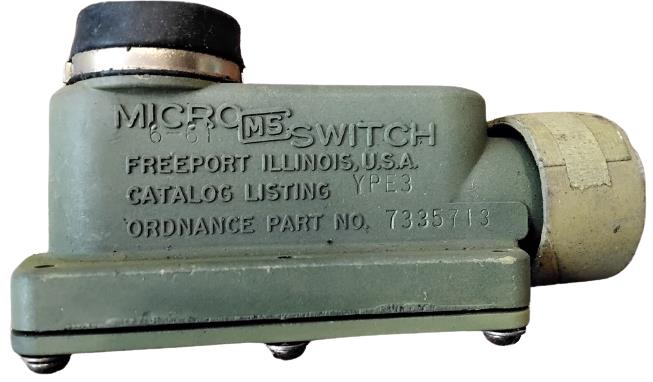 MICRO MS SWITCH
6-61
FREEPORT ILLINOIS, U.S.A.
CATALOG LISTING YPE3
ORDNANCE PART NO. 7335713